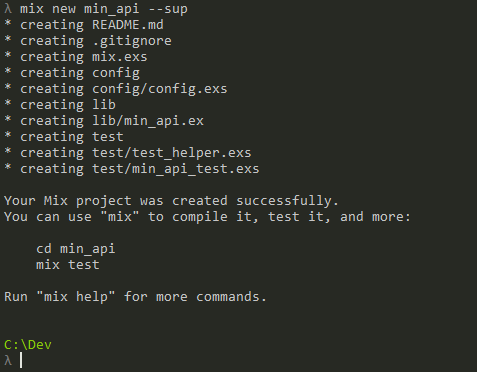 λ mix new min_api --sup
* creating README.md
* creating .gitignore
* creating mix.exs
* creating config
* creating config/config.exs
* creating lib
* creating lib/min_api.ex
* creating test
* creating test/test_helper.exs
* creating test/min_api_test.exs
Your Mix project was created successfully.
You can use "mix" to compile it, test it, and more:
cd min_api
mix test
Run "mix help" for more commands.
C:\Dev
λ